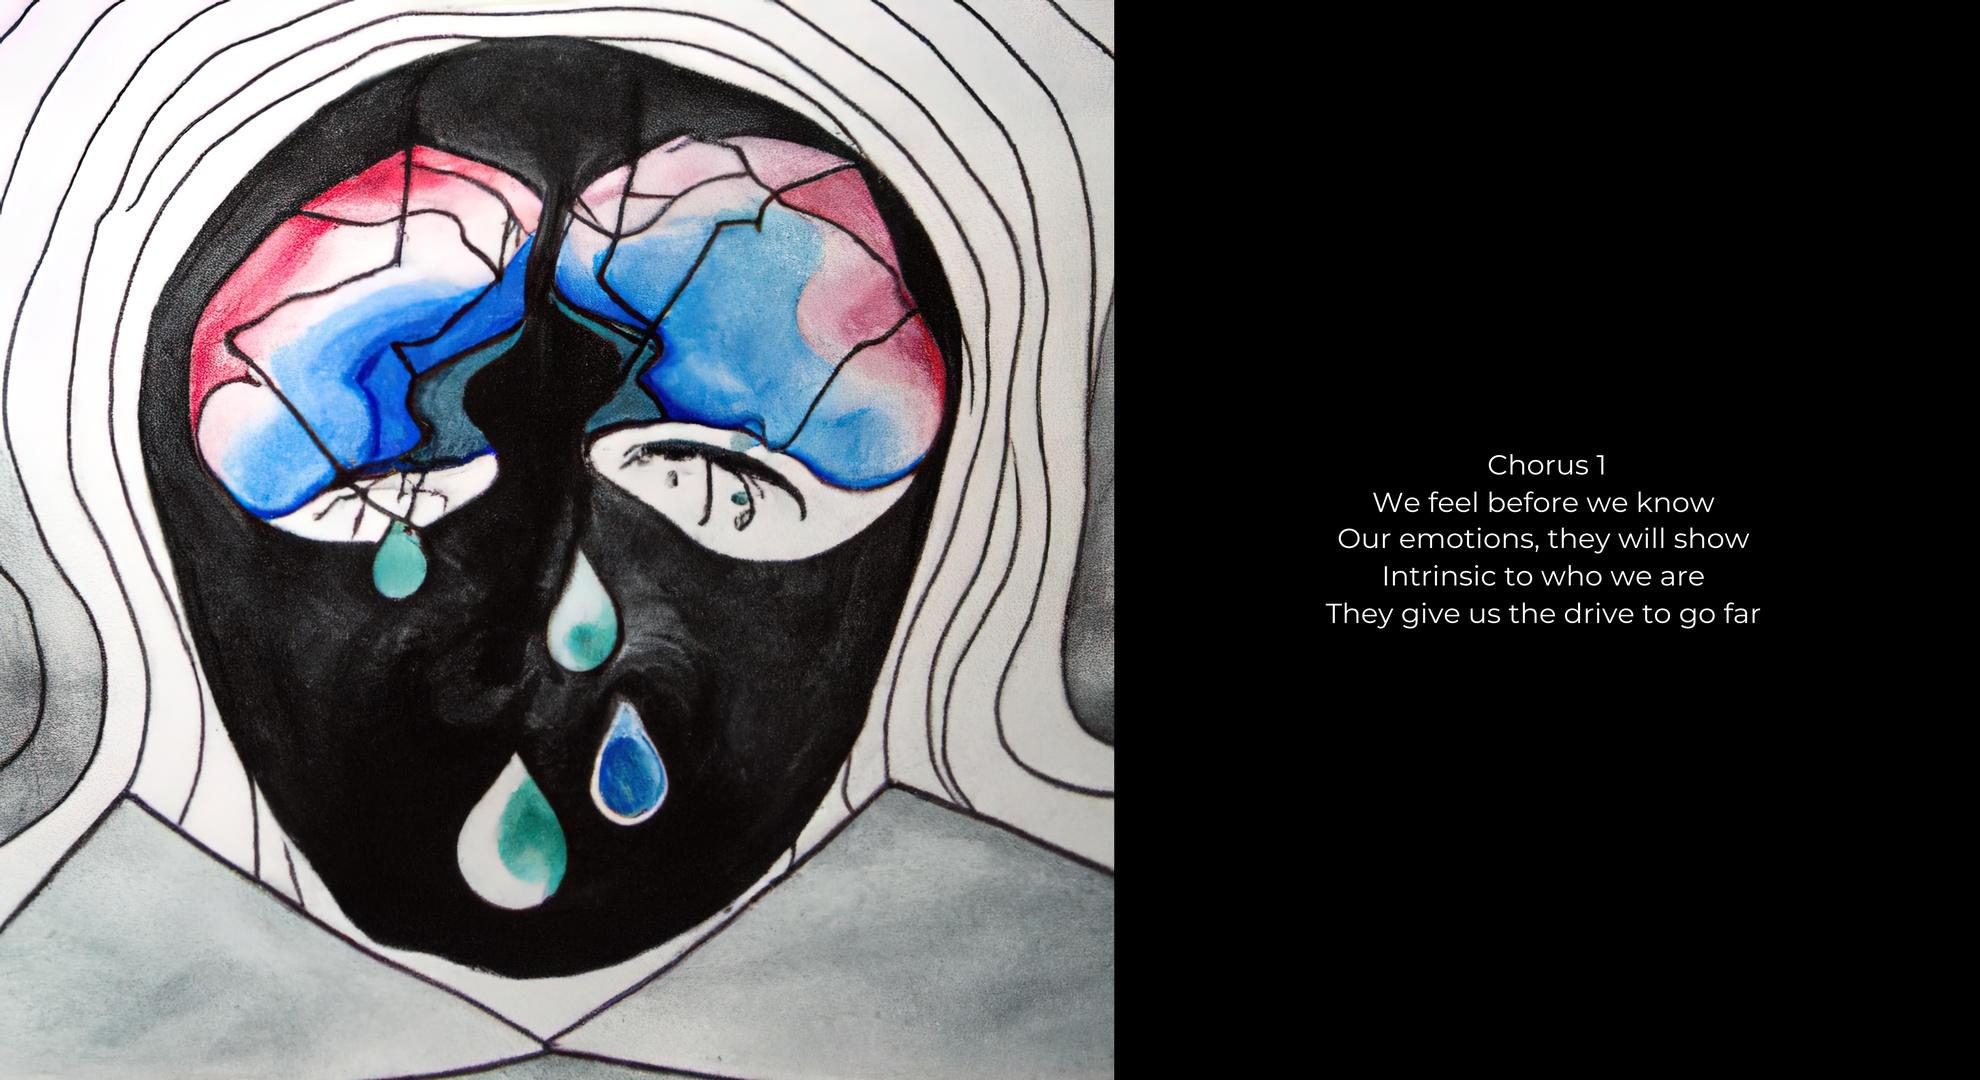 Chorus 1
We feel before we know
Our emotions, they will show
Intrinsic to who we are
They give us the drive to go far